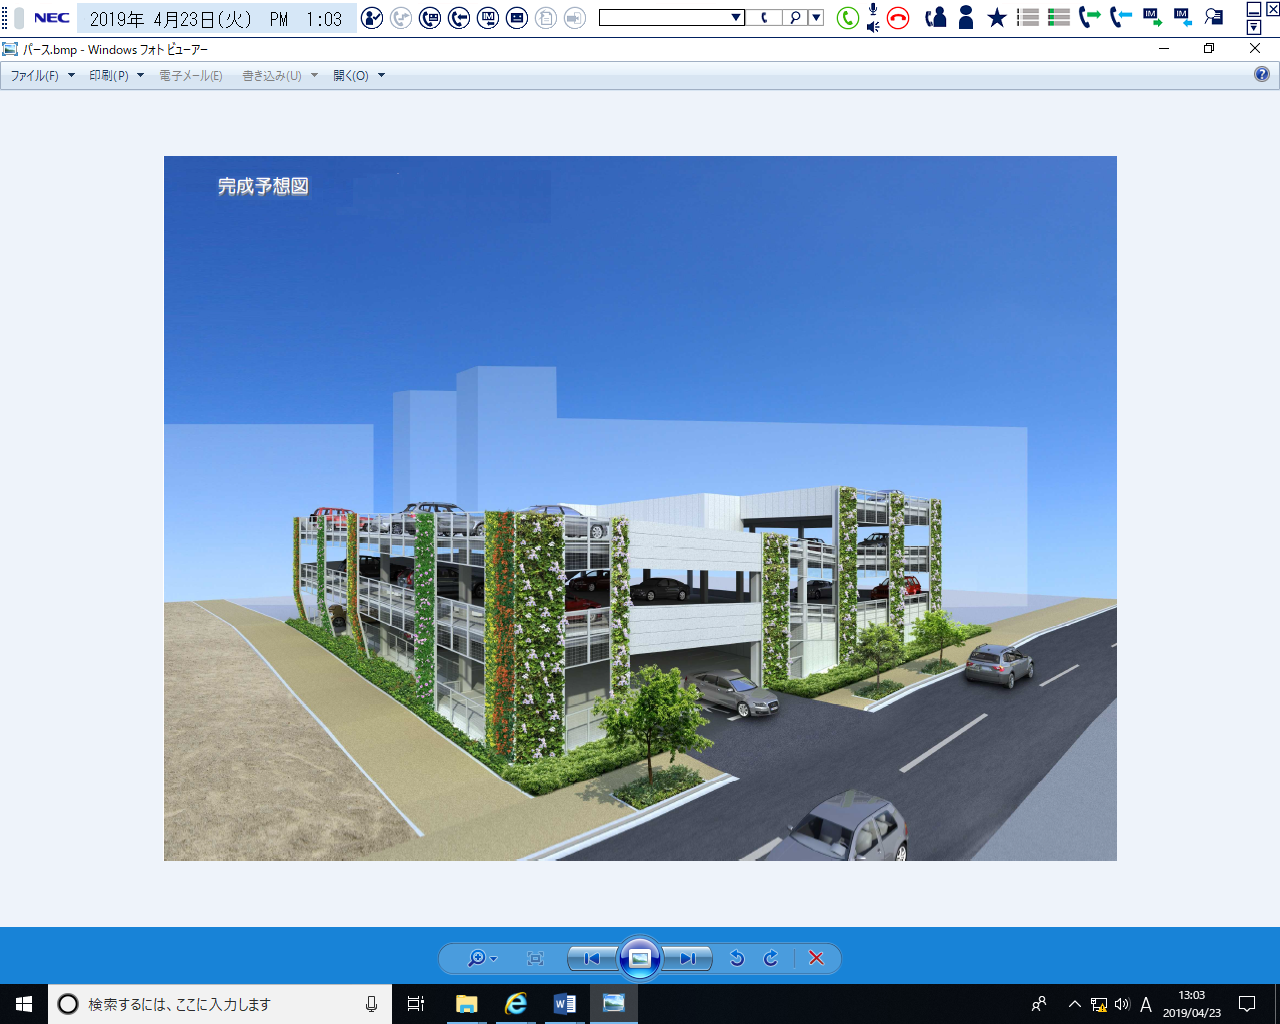 NEC 2019年 4月23日(火) PM 1:03
IM IM IM
パース.bmp - Windows フォト ビューアー
ファイル(F) 印刷(P) 電子メール(E) 書き込み(U) 開く(O)
完成予想図
検索するには、ここに入力します
A
13:03
2019/04/23